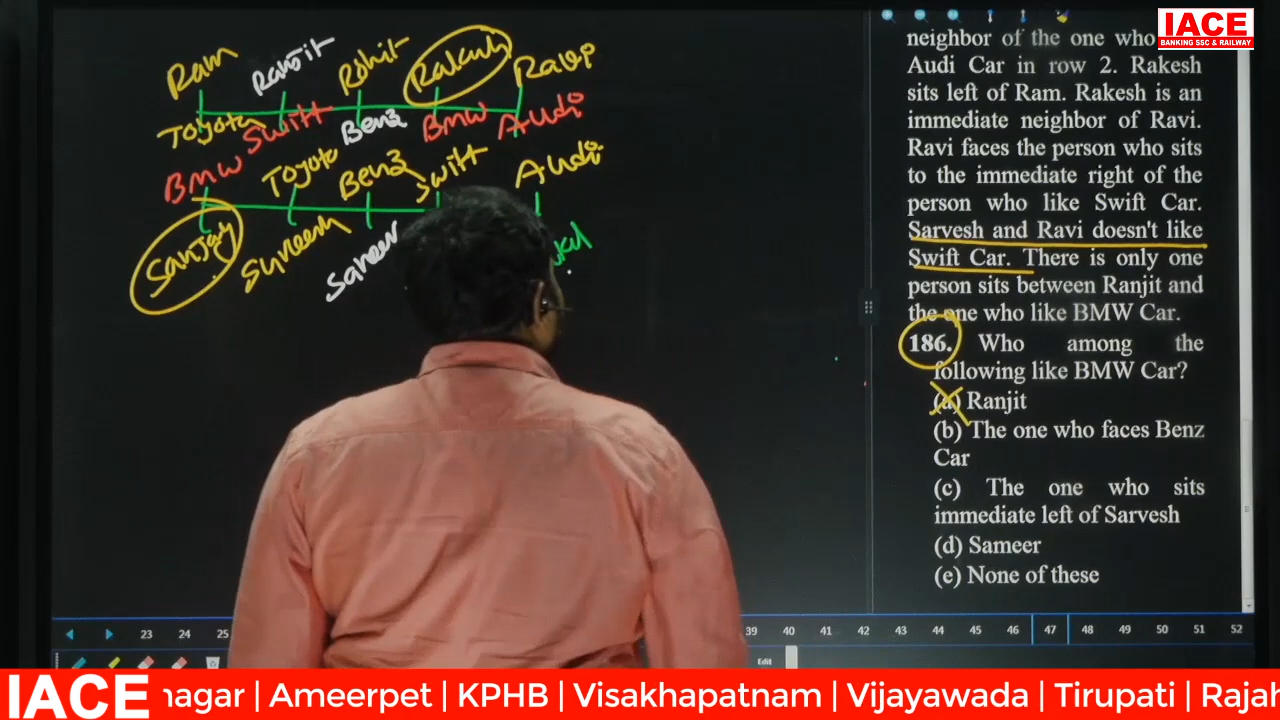 Ram Ranjit Rohit Rakesh Ravi
Toyota Swift Benz BMW Audi
BMW Toyota Benz Swift Audi
Sanjay Suresh Sameer
neighbor of the one who
Audi Car in row 2. Rakesh
sits left of Ram. Rakesh is an
immediate neighbor of Ravi.
Ravi faces the person who sits
to the immediate right of the
person who like Swift Car.
Sarvesh and Ravi doesn't like
Swift Car. There is only one
person sits between Ranjit and
the one who like BMW Car.
186. Who among the
following like BMW Car?
(a) Ranjit
(b) The one who faces Benz
Car
(c) The one who sits
immediate left of Sarvesh
(d) Sameer
(e) None of these
IACE
BANKING SSC & RAILWAY
23 24 25 39 40 41 42 43 44 45 46 47 48 49 50 51 52
Edit
IACE nagar | Ameerpet | KPHB | Visakhapatnam | Vijayawada | Tirupati | Rajah